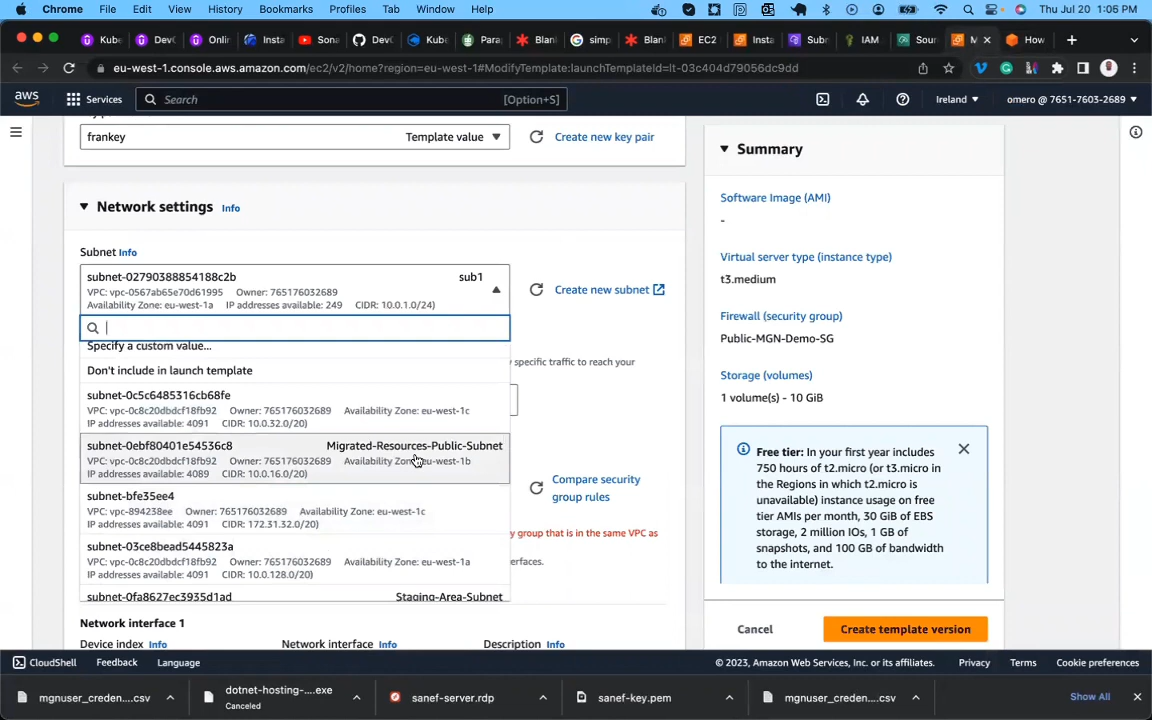 Chrome File Edit View History Bookmarks Profiles Tab Window Help Thu Jul 20 1:06 PM
Kube Dev Onlir Insta Sona DevC Kube Para Blan simp Blan EC2 Insta Subr IAM Sour M How
eu-west-1.console.aws.amazon.com/ec2/v2/home?region=eu-west-1#ModifyTemplate:launchTemplateId=lt-03c404d79056dc9dd
aws Services Search [Option+S] Ireland omero @ 7651-7603-2689
frankey Template value Create new key pair
Network settings Info
Subnet Info
subnet-02790388854188c2b sub1
VPC: vpc-0567ab65e70d61995 Owner: 765176032689
Availability Zone: eu-west-1a IP addresses available: 249 CIDR: 10.0.1.0/24)
Create new subnet
Specify a custom value...
specific traffic to reach your
Don't include in launch template
subnet-0c5c6485316cb68fe
VPC: vpc-0c8c20dbdcf18fb92 Owner: 765176032689 Availability Zone: eu-west-1c
IP addresses available: 4091 CIDR: 10.0.32.0/20)
subnet-0ebf80401e54536c8 Migrated-Resources-Public-Subnet
VPC: vpc-0c8c20dbdcf18fb92 Owner: 765176032689 Availability Zone: eu-west-1b
IP addresses available: 4089 CIDR: 10.0.16.0/20)
Compare security
group rules
subnet-bfe35ee4
VPC: vpc-894238ee Owner: 765176032689 Availability Zone: eu-west-1c
IP addresses available: 4091 CIDR: 172.31.32.0/20)
y group that is in the same VPC as
subnet-03ce8bead5445823a
VPC: vpc-0c8c20dbdcf18fb92 Owner: 765176032689 Availability Zone: eu-west-1a
IP addresses available: 4091 CIDR: 10.0.128.0/20)
erfaces.
subnet-0fa8627ec3935d1ad Staging-Area-Subnet
Network interface 1
Device index Info Network interface Info Description Info
Summary
Software Image (AMI)
-
Virtual server type (instance type)
t3.medium
Firewall (security group)
Public-MGN-Demo-SG
Storage (volumes)
1 volume(s) - 10 GiB
Free tier: In your first year includes
750 hours of t2.micro (or t3.micro in
the Regions in which t2.micro is
unavailable) instance usage on free
tier AMIs per month, 30 GiB of EBS
storage, 2 million IOs, 1 GB of
snapshots, and 100 GB of bandwidth
to the internet.
Cancel Create template version
CloudShell Feedback Language © 2023, Amazon Web Services, Inc. or its affiliates. Privacy Terms Cookie preferences
mgnuser_creden....csv dotnet-hosting-....exe sanef-server.rdp sanef-key.pem mgnuser_creden....csv Show All
Canceled